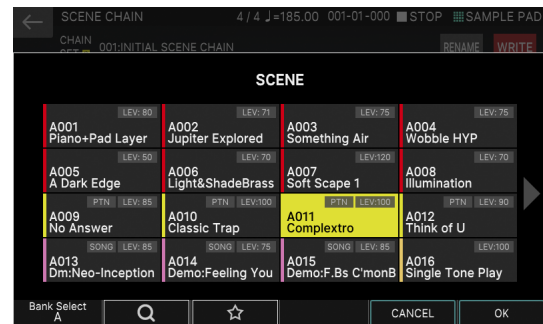 SCENE CHAIN 4 / 4 ♩=185.00 001-01-000 STOP SAMPLE PAD
CHAIN
SET 001:INITIAL SCENE CHAIN RENAME WRITE
SCENE
LEV: 80 LEV: 71 LEV: 75 LEV: 75
A001 A002 A003 A004
Piano+Pad Layer Jupiter Explored Something Air Wobble HYP
LEV: 50 LEV: 70 LEV:120 LEV: 70
A005 A006 A007 A008
A Dark Edge Light&ShadeBrass Soft Scape 1 Illumination
PTN LEV: 85 PTN LEV:100 PTN LEV:100 PTN LEV: 90
A009 A010 A011 A012
No Answer Classic Trap Complextro Think of U
SONG LEV: 85 SONG LEV: 75 SONG LEV: 85 LEV:100
A013 A014 A015 A016
Dm:Neo-Inception Demo:Feeling You Demo:F.Bs C'monB Single Tone Play
Bank Select
A CANCEL OK